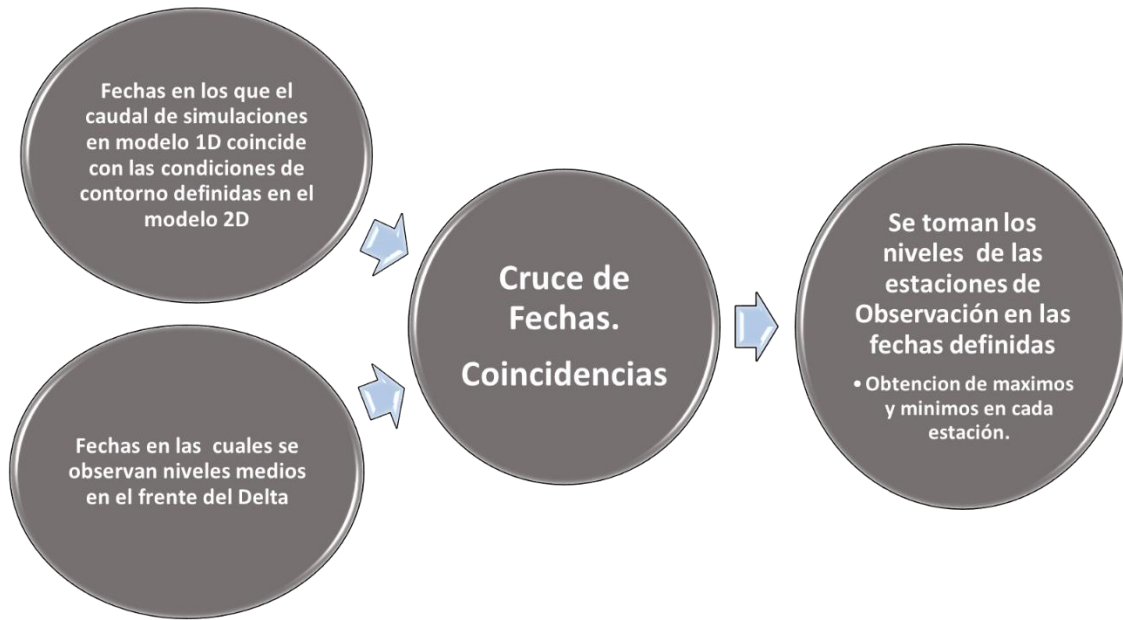 Fechas en los que el
caudal de simulaciones
en modelo 1D coincide
con las condiciones de
contorno definidas en el
modelo 2D
Fechas en las cuales se
observan niveles medios
en el frente del Delta
Cruce de
Fechas.
Coincidencias
Se toman los
niveles de las
estaciones de
Observación en las
fechas definidas
• Obtencion de maximos
y minimos en cada
estación.